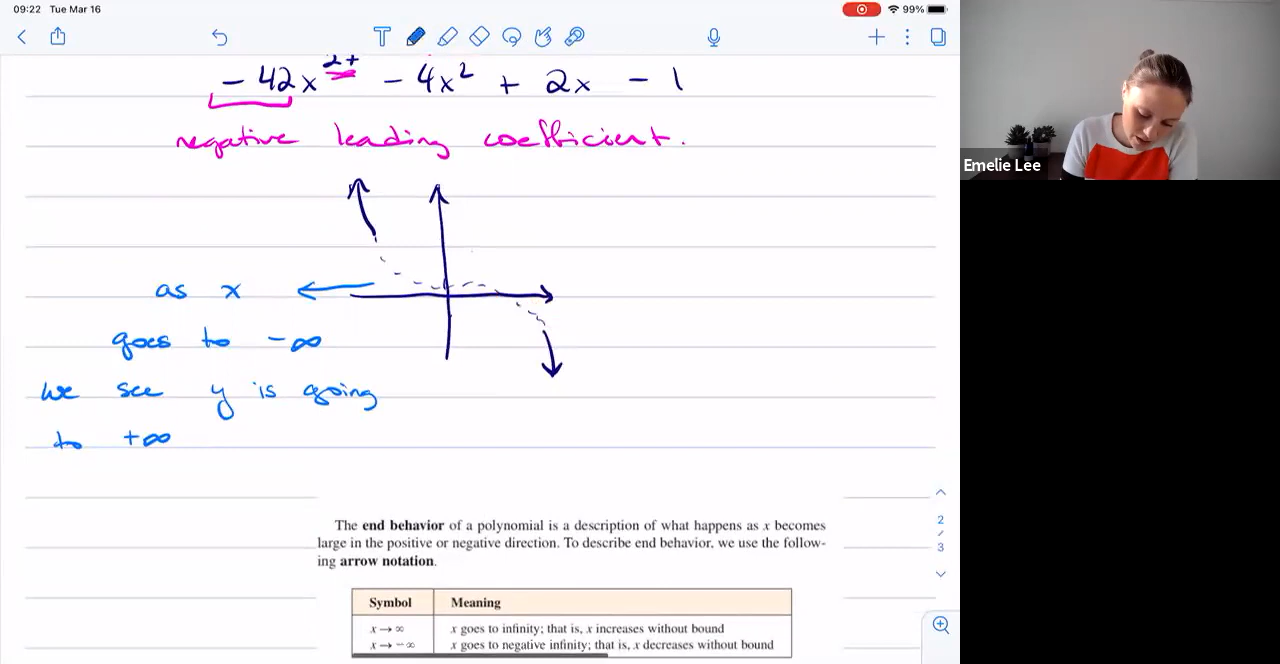 09:22 Tue Mar 16
99%
- 42x - 4x² + 2x - 1
negative leading coefficient.
as x
goes to -∞
we see y is going
to +∞
Emelie Lee
The end behavior of a polynomial is a description of what happens as x becomes
large in the positive or negative direction. To describe end behavior, we use the follow-
ing arrow notation.
Symbol Meaning
x → ∞ x goes to infinity; that is, x increases without bound
x → -∞ x goes to negative infinity; that is, x decreases without bound
2
3